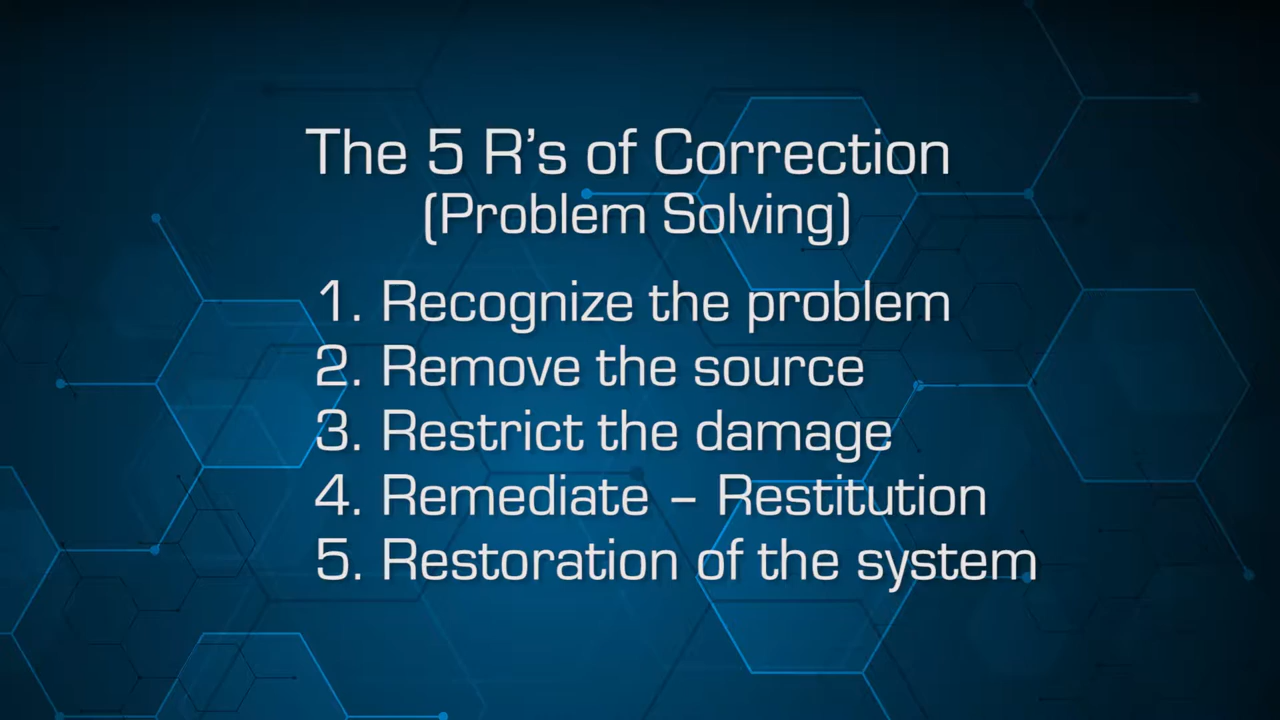 The 5 R's of Correction
(Problem Solving)
1. Recognize the problem
2. Remove the source
3. Restrict the damage
4. Remediate – Restitution
5. Restoration of the system